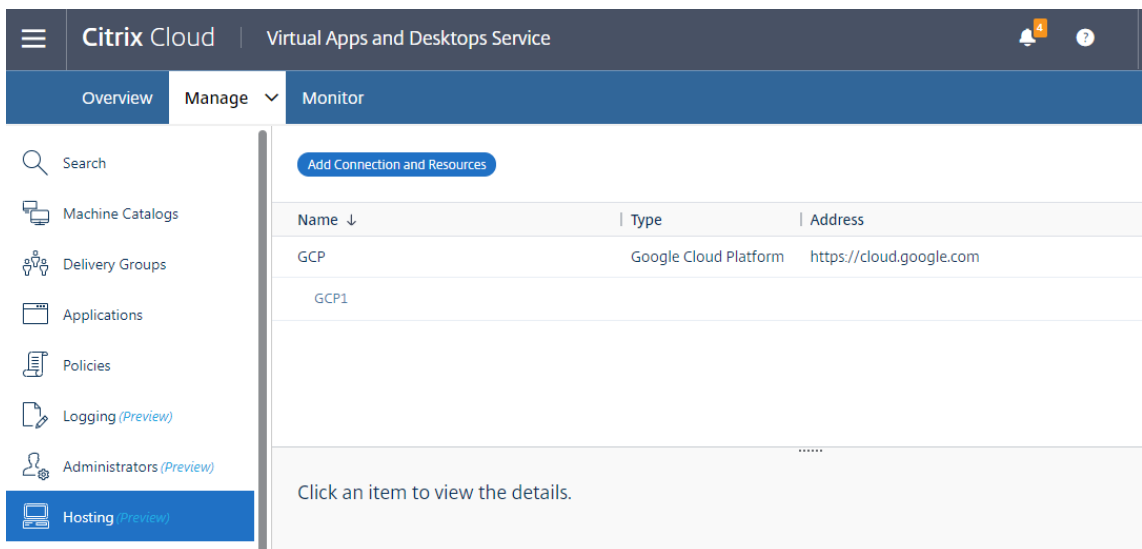 Citrix Cloud | Virtual Apps and Desktops Service 4 ?
Overview Manage Monitor
Search
Machine Catalogs
Delivery Groups
Applications
Policies
Logging (Preview)
Administrators (Preview)
Hosting (Preview)
Add Connection and Resources
Name ↓ Type Address
GCP Google Cloud Platform https://cloud.google.com
GCP1
Click an item to view the details.